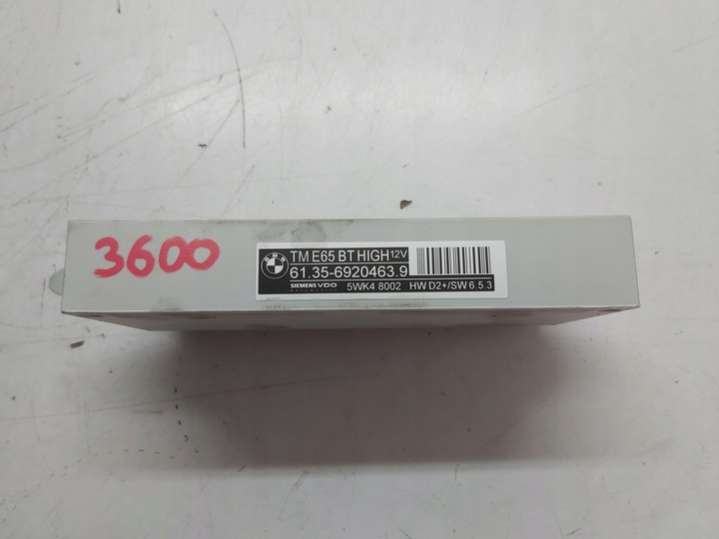 3600
TM E65 BT HIGH 12V
61.35-6920463.9
SIEMENS VDO 5WK4 8002 HW D2+/SW 6 5 3